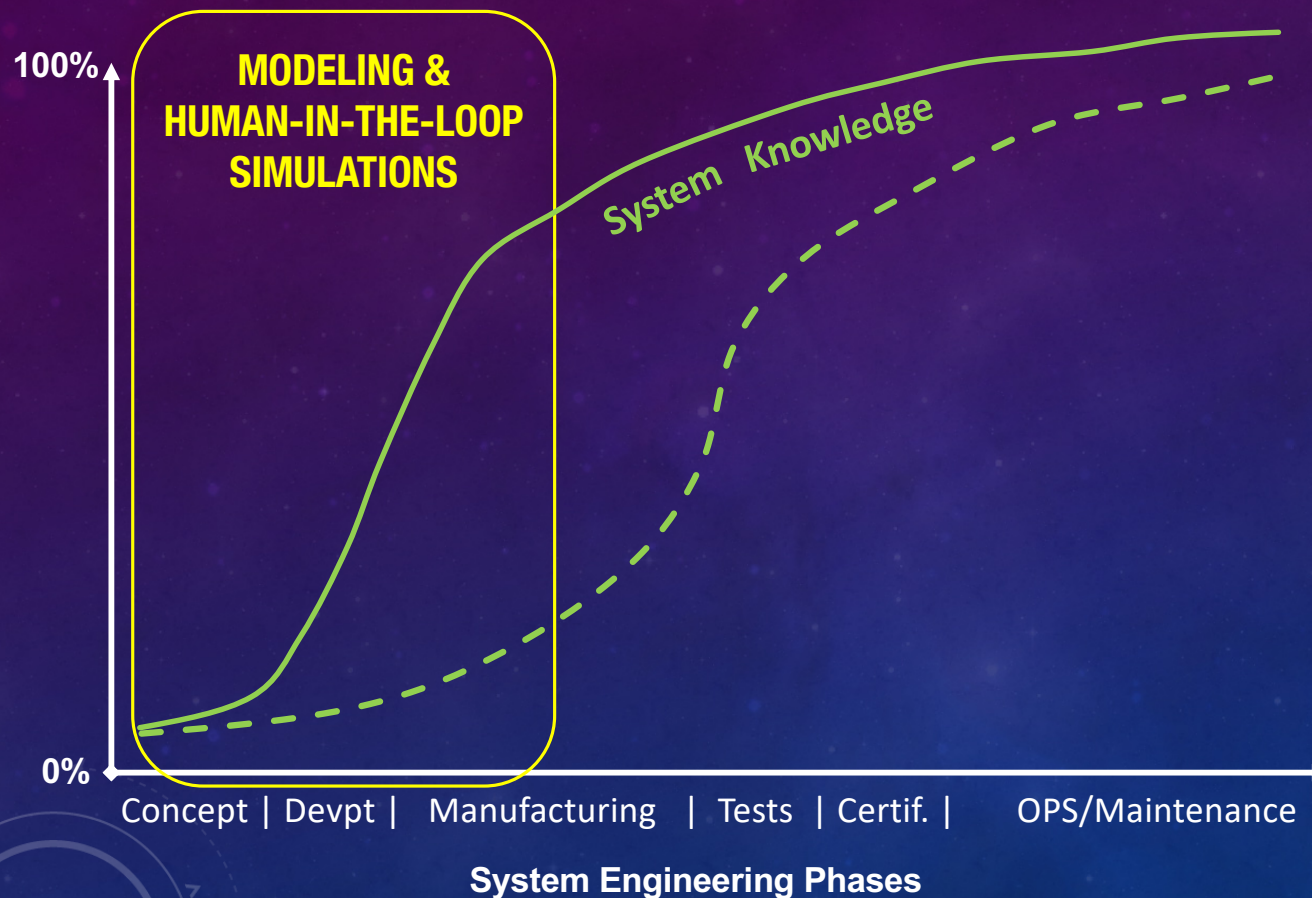 100%
MODELING &
HUMAN-IN-THE-LOOP
SIMULATIONS
System Knowledge
0%
Concept | Devpt | Manufacturing | Tests | Certif. | OPS/Maintenance
System Engineering Phases